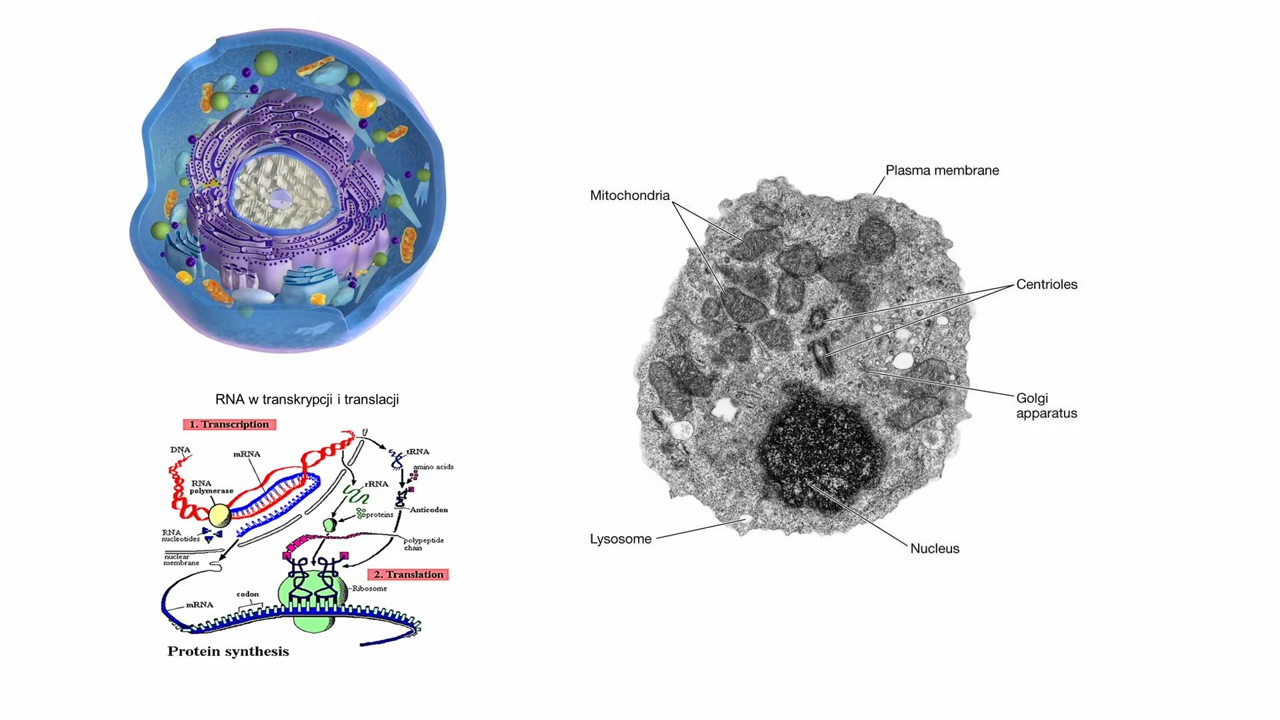 RNA w transkrypcji i translacji
1. Transcription
DNA
mRNA
tRNA
amino acids
RNA
polymerase
rRNA
Anticodon
proteins
RNA
nucleotides
polypeptide
chain
nuclear
membrane
2. Translation
codon
Ribosome
mRNA
Protein synthesis
Plasma membrane
Mitochondria
Centrioles
Golgi
apparatus
Lysosome
Nucleus